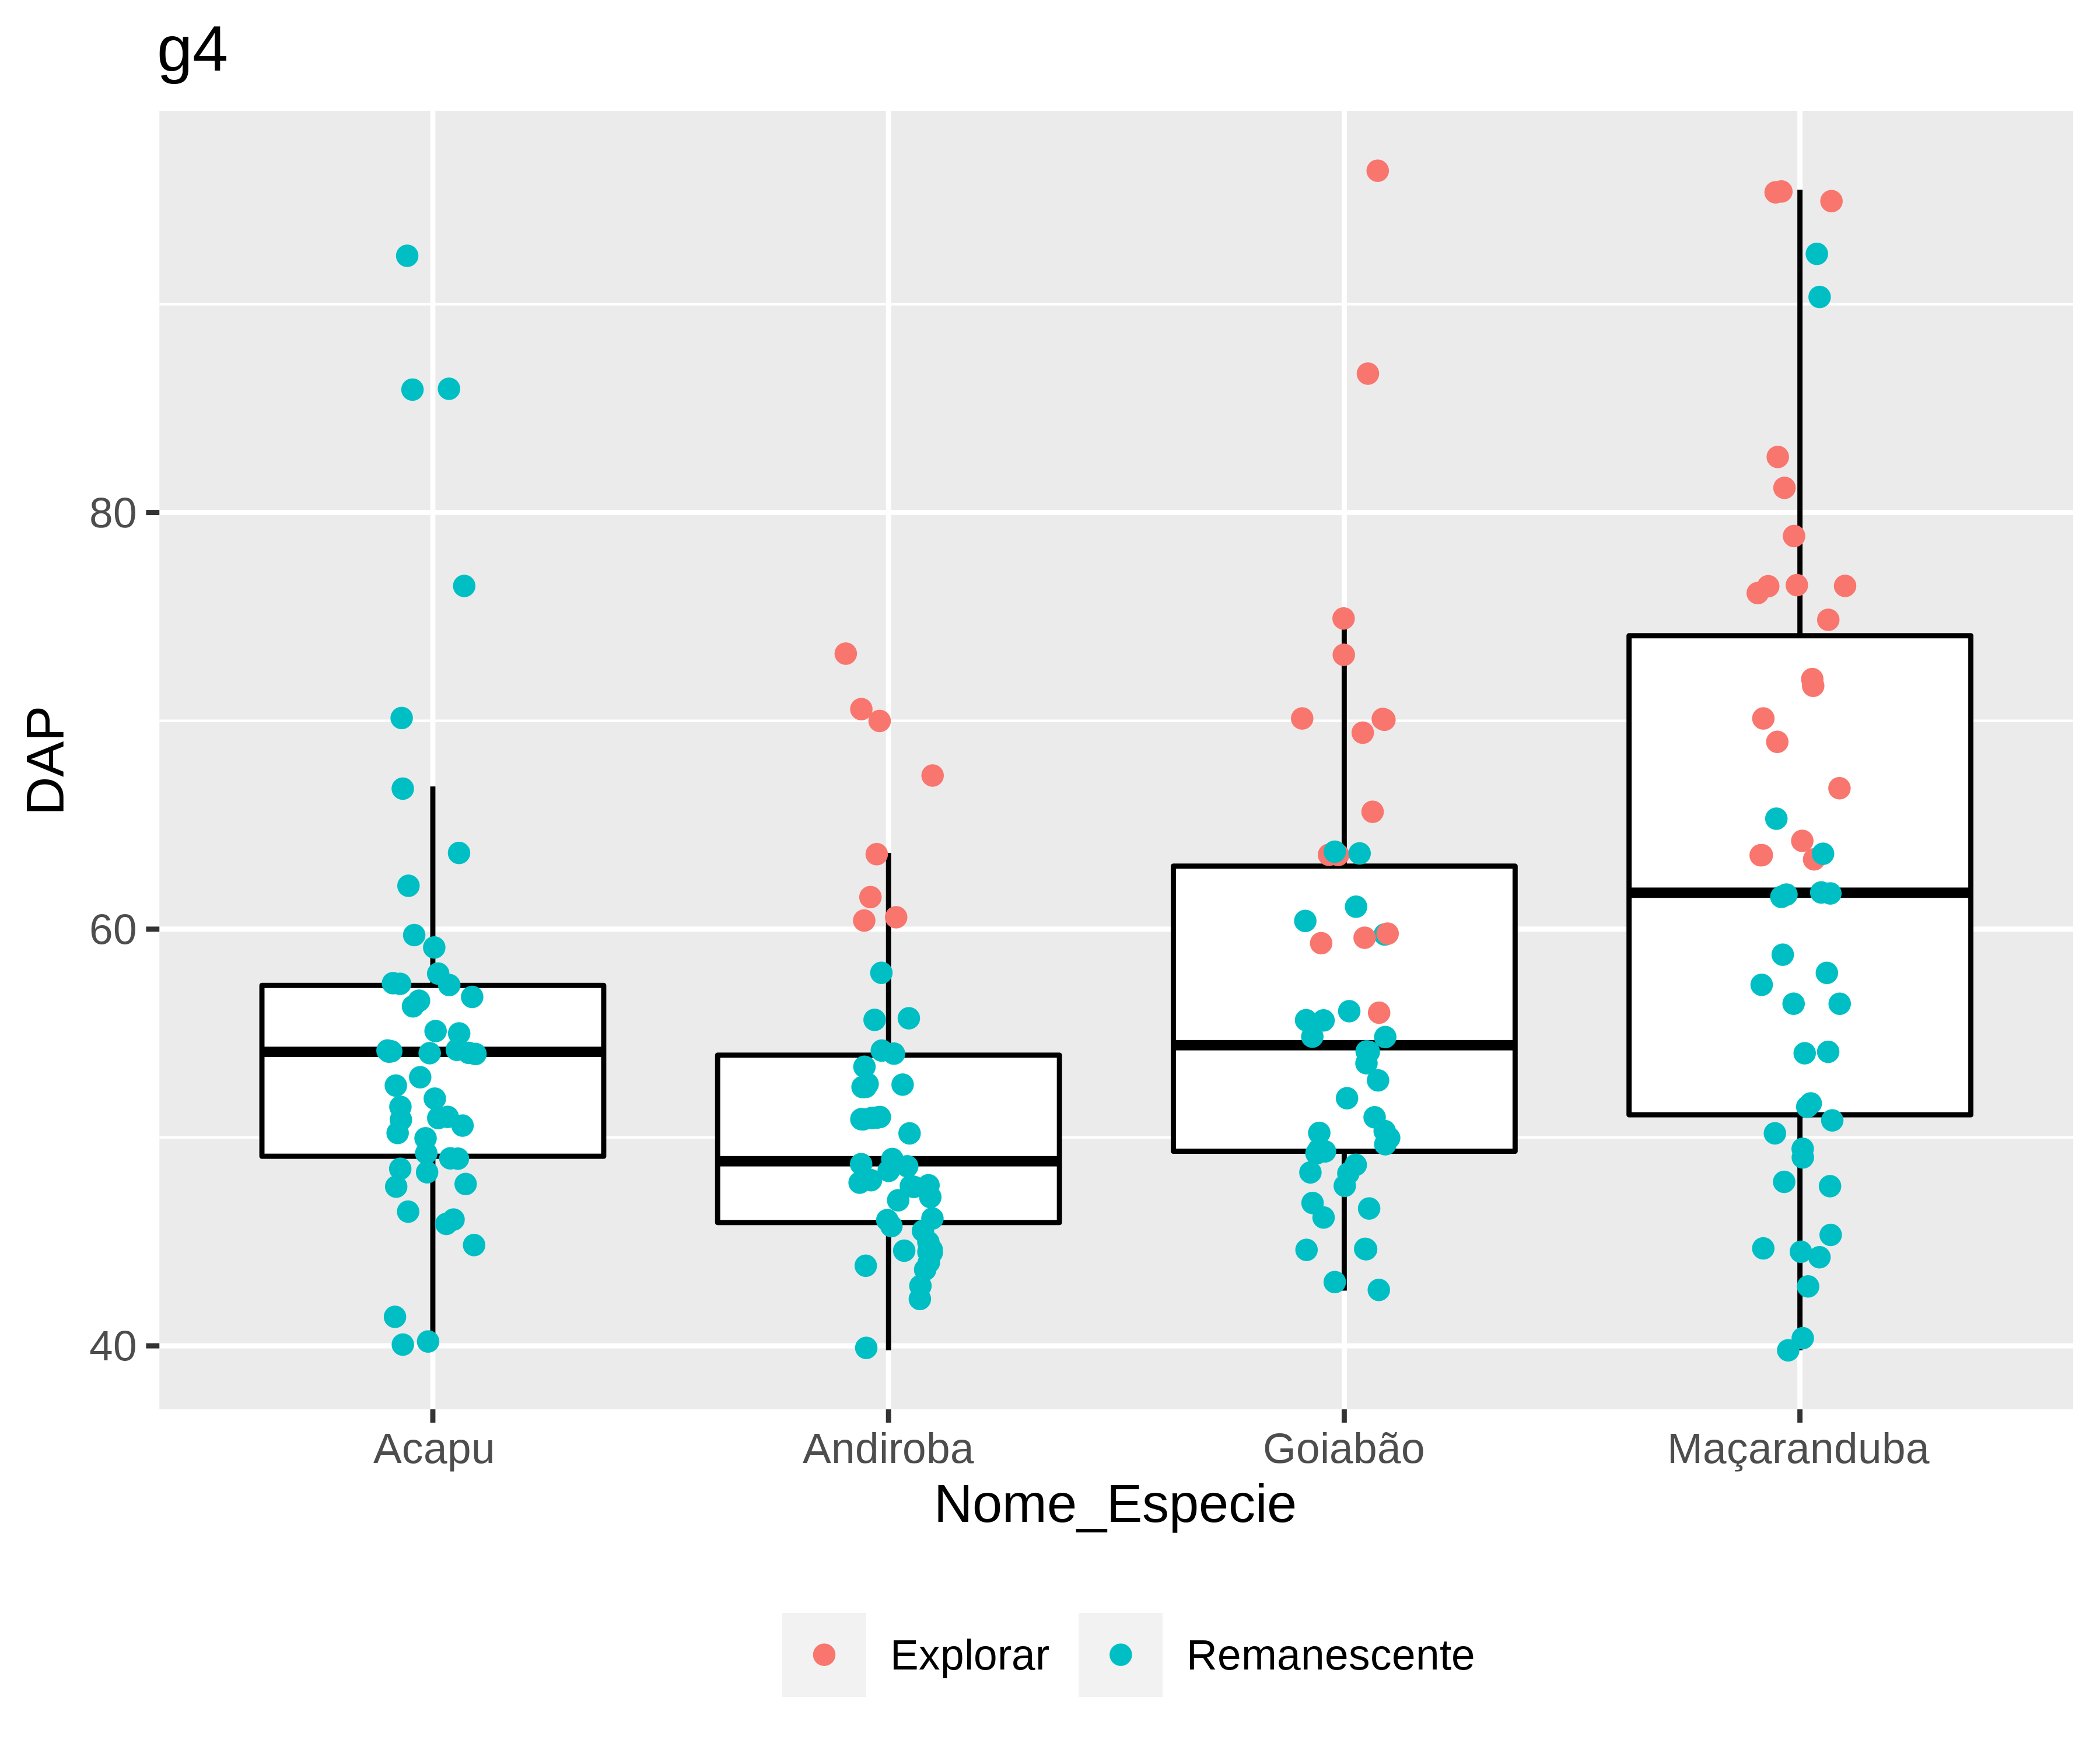 g4
DAP
80
60
40
Acapu Andiroba Goiabão Maçaranduba
Nome_Especie
Explorar Remanescente